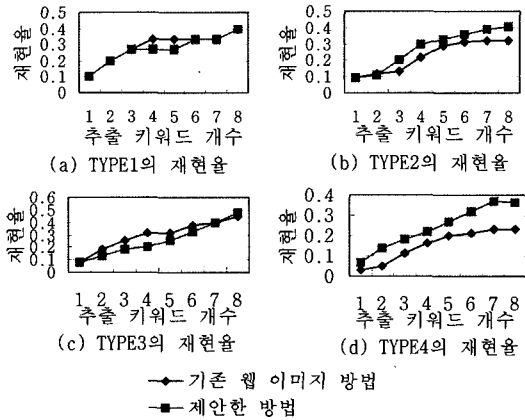 재현율
0.5
0.4
0.3
0.2
0.1
0
1 2 3 4 5 6 7 8
추출 키워드 개수
(a) TYPE1의 재현율
재현율
0.5
0.4
0.3
0.2
0.1
0
1 2 3 4 5 6 7 8
추출 키워드 개수
(b) TYPE2의 재현율
재현율
0.6
0.5
0.4
0.3
0.2
0.1
0
1 2 3 4 5 6 7 8
추출 키워드 개수
(c) TYPE3의 재현율
재현율
0.4
0.3
0.2
0.1
0
1 2 3 4 5 6 7 8
추출 키워드 개수
(d) TYPE4의 재현율
기존 웹 이미지 방법
제안한 방법